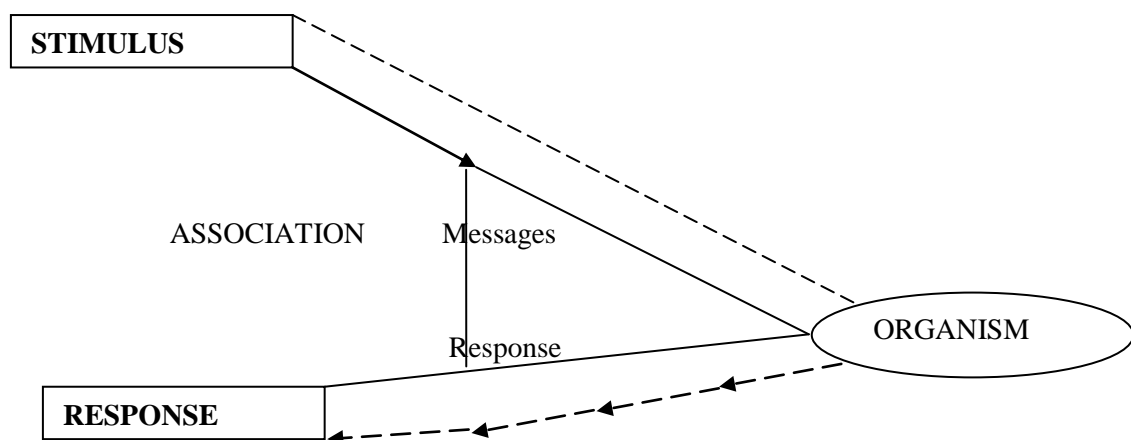 STIMULUS
ASSOCIATION Messages
ORGANISM
Response
RESPONSE